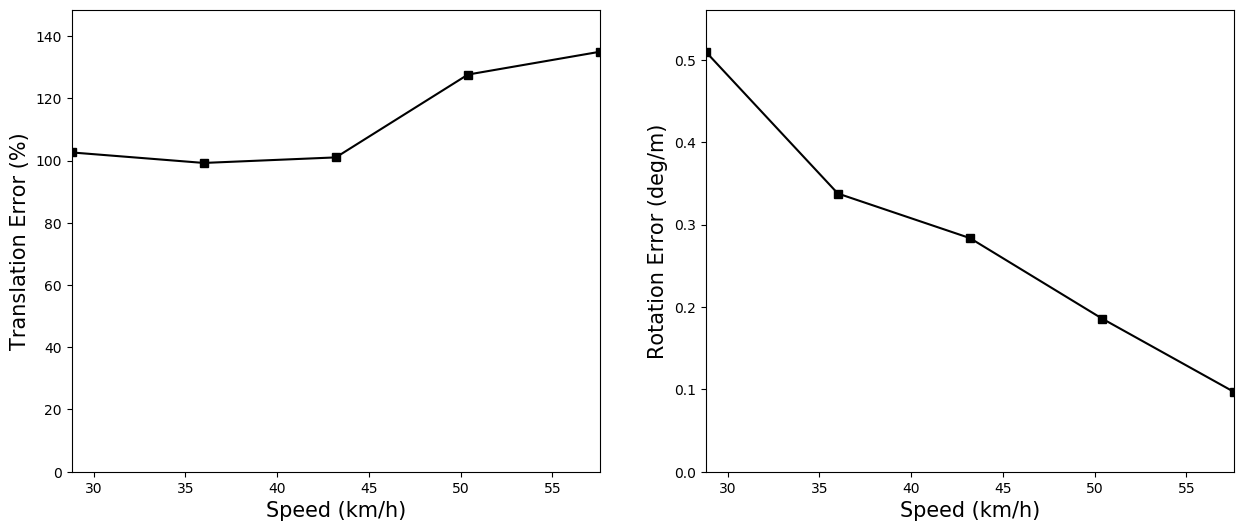 Translation Error (%)
140
120
100
80
60
40
20
0
30 35 40 45 50 55
Speed (km/h)
Rotation Error (deg/m)
0.5
0.4
0.3
0.2
0.1
0.0
30 35 40 45 50 55
Speed (km/h)